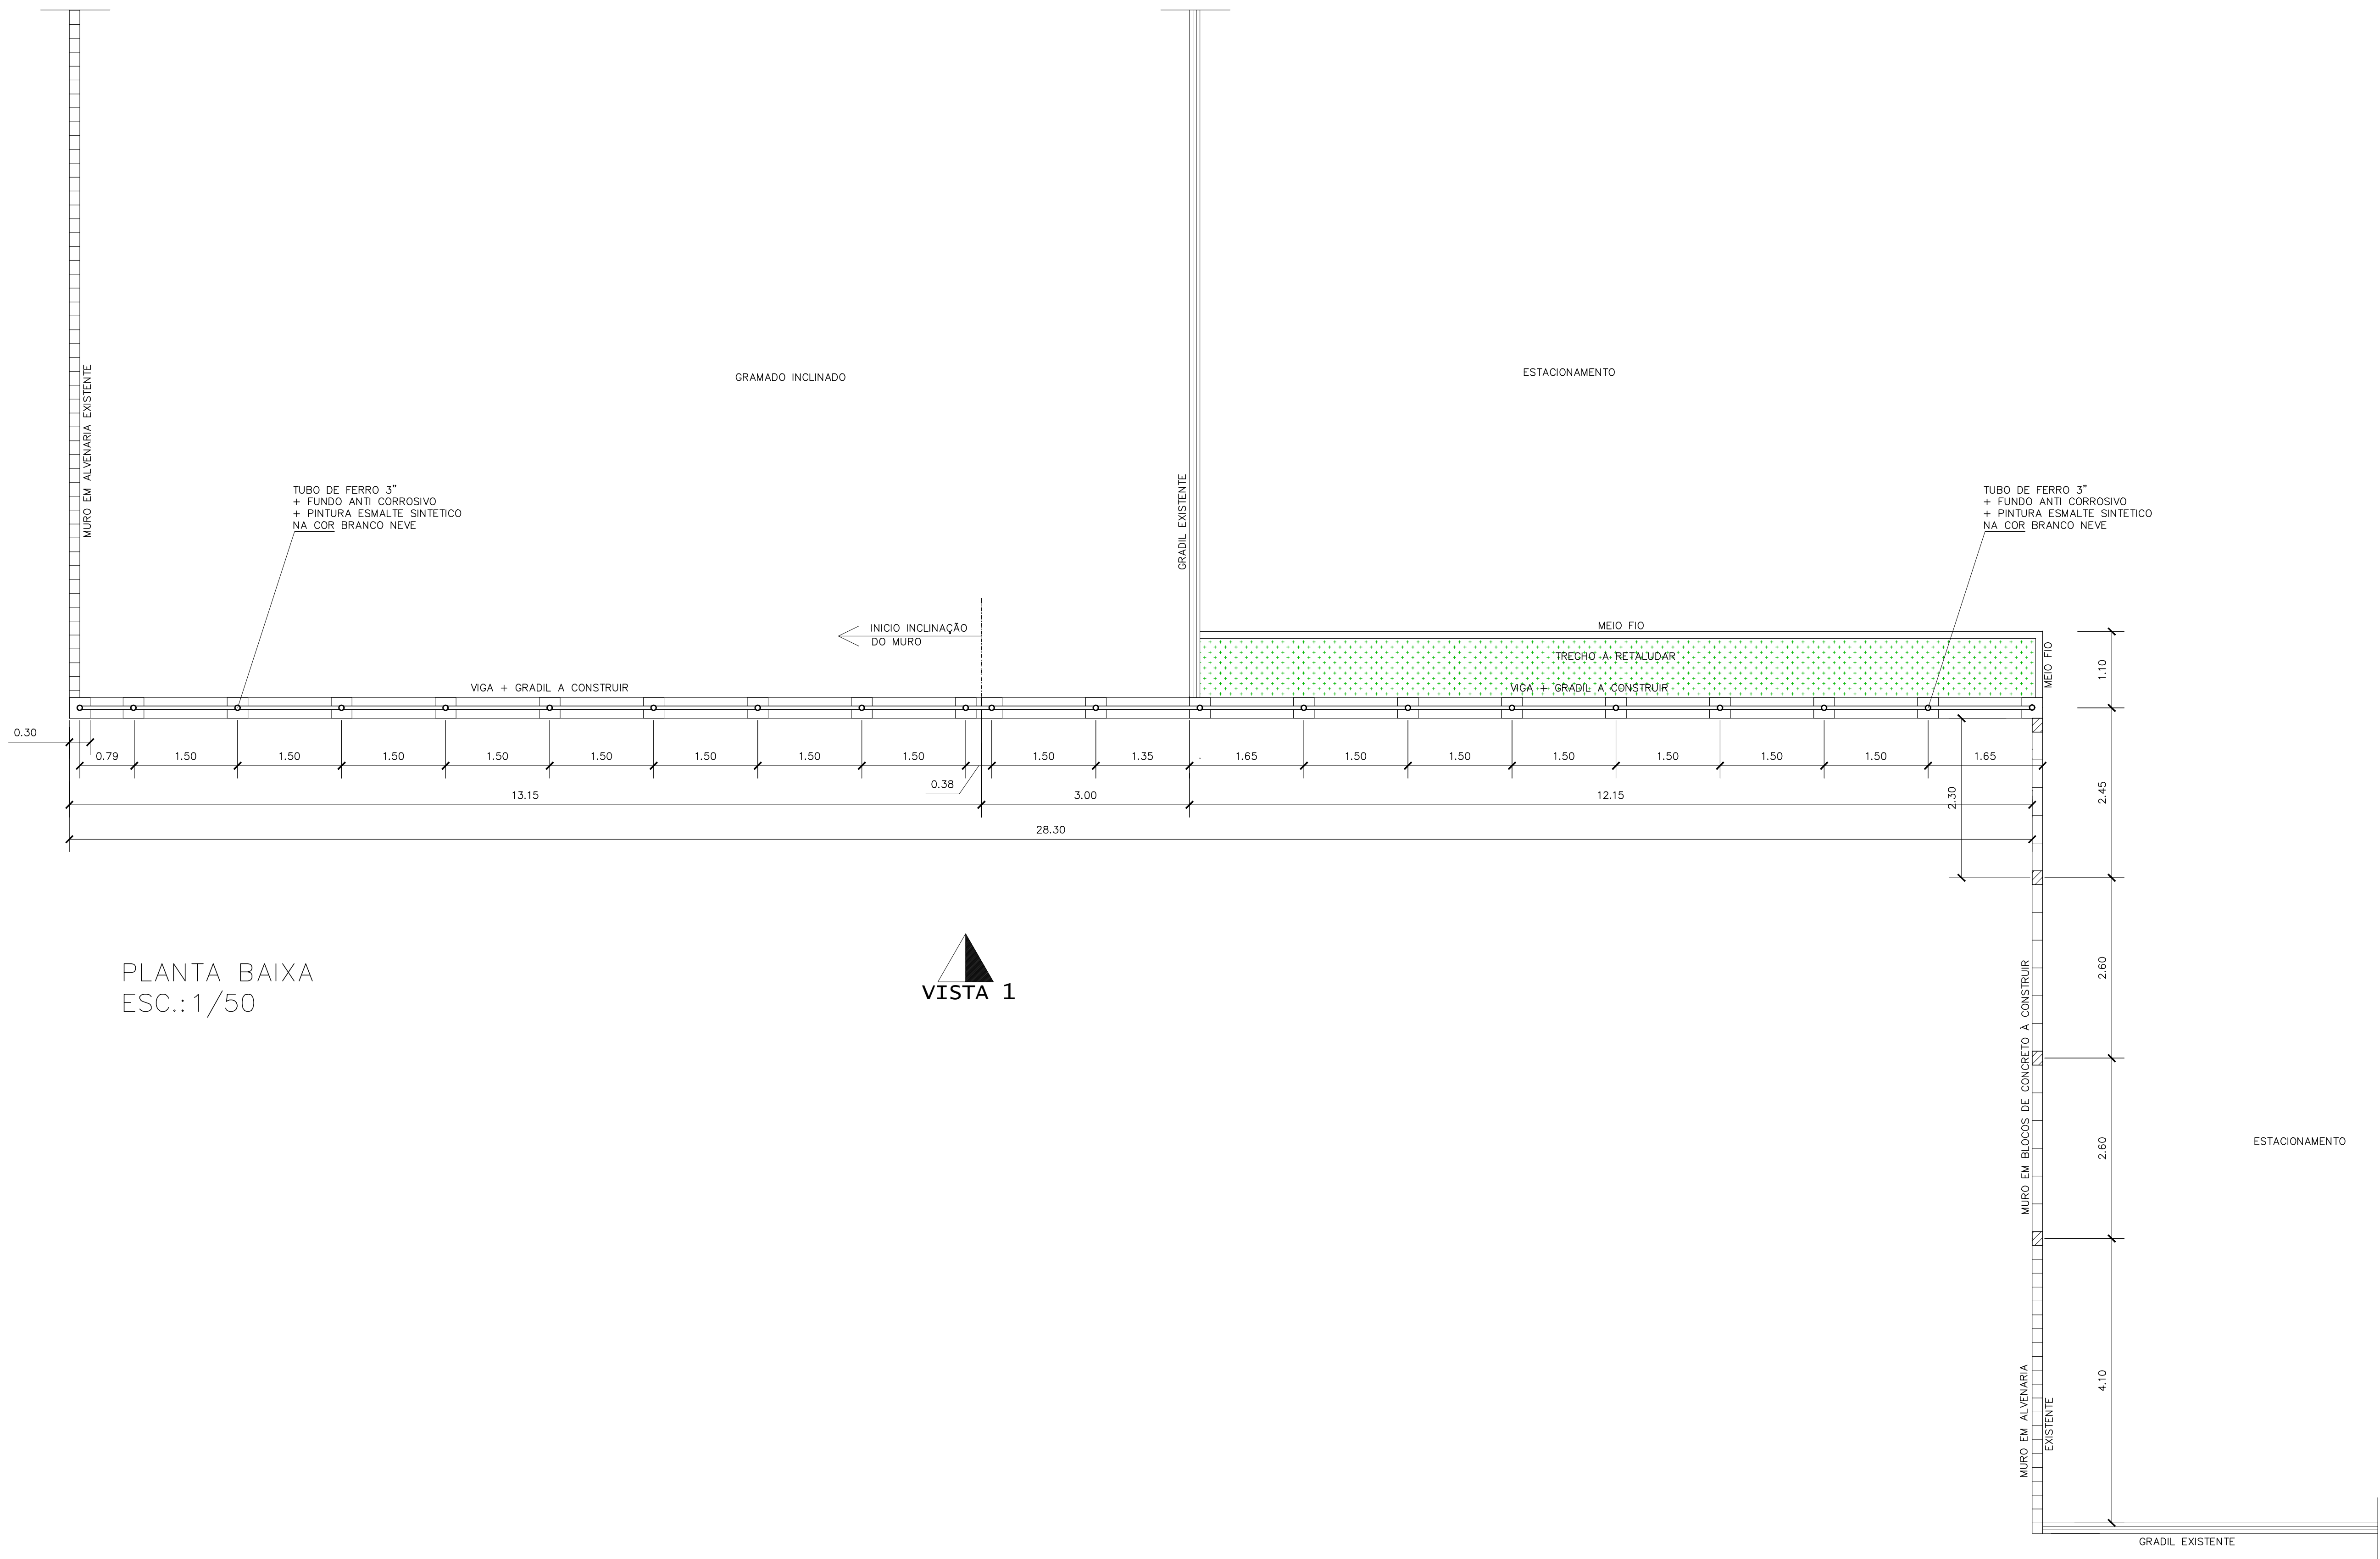 GRAMADO INCLINADO
ESTACIONAMENTO
MURO EM ALVENARIA EXISTENTE
TUBO DE FERRO 3"
+ FUNDO ANTI CORROSIVO
+ PINTURA ESMALTE SINTETICO
NA COR BRANCO NEVE
GRADIL EXISTENTE
TUBO DE FERRO 3"
+ FUNDO ANTI CORROSIVO
+ PINTURA ESMALTE SINTETICO
NA COR BRANCO NEVE
INICIO INCLINAÇÃO
DO MURO
MEIO FIO
TRECHO A RETALUDAR
MEIO FIO
1.10
VIGA + GRADIL A CONSTRUIR
VIGA + GRADIL A CONSTRUIR
0.30
0.79
1.50
1.50
1.50
1.50
1.50
1.50
1.50
1.50
0.38
1.50
1.35
1.65
1.50
1.50
1.50
1.50
1.50
1.50
1.65
13.15
3.00
12.15
2.30
2.45
28.30
PLANTA BAIXA
ESC.:1/50
VISTA 1
MURO EM BLOCOS DE CONCRETO À CONSTRUIR
2.60
2.60
ESTACIONAMENTO
MURO EM ALVENARIA
EXISTENTE
4.10
GRADIL EXISTENTE